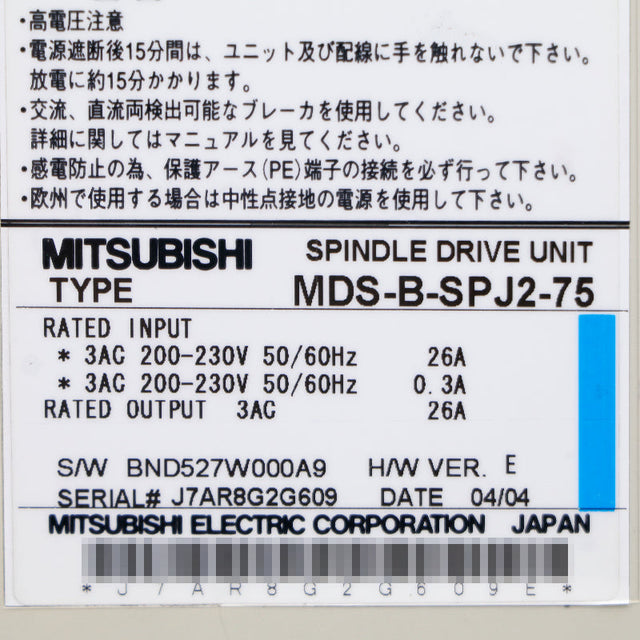 ・高電圧注意
・電源遮断後15分間は、ユニット及び配線に手を触れないで下さい。
放電に約15分かかります。
・交流、直流両検出可能なブレーカを使用してください。
詳細に関してはマニュアルを見てください。
・感電防止の為、保護アース(PE)端子の接続を必ず行って下さい。
・欧州で使用する場合は中性点接地の電源を使用して下さい。
MITSUBISHI SPINDLE DRIVE UNIT
TYPE MDS-B-SPJ2-75
RATED INPUT
* 3AC 200-230V 50/60Hz 26A
* 3AC 200-230V 50/60Hz 0.3A
RATED OUTPUT 3AC 26A
S/W BND527W000A9 H/W VER. E
SERIAL# J7AR8G2G609 DATE 04/04
MITSUBISHI ELECTRIC CORPORATION JAPAN
*J7AR8G2G609E*